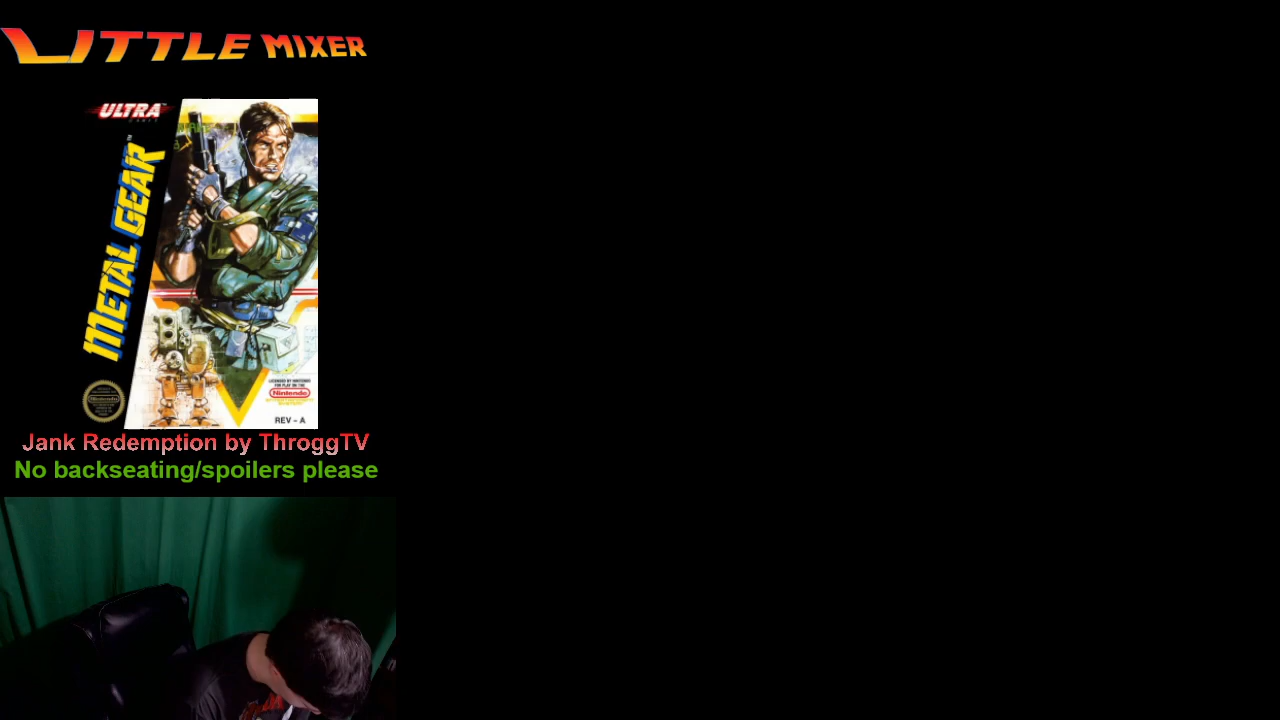 LITTLE MIXER
ULTRA
METAL GEAR
LICENSED BY NINTENDO
FOR PLAY ON THE
Nintendo
REV-A
Jank Redemption by ThroggTV
No backseating/spoilers please